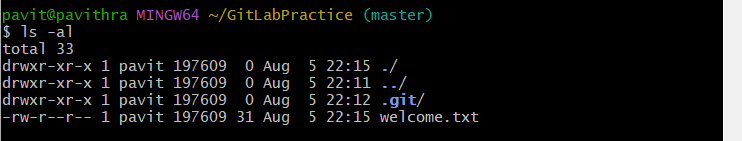 pavit@pavithra MINGW64 ~/GitLabPractice (master)
$ ls -al
total 33
drwxr-xr-x 1 pavit 197609  0 Aug  5 22:15 ./
drwxr-xr-x 1 pavit 197609  0 Aug  5 22:11 ../
drwxr-xr-x 1 pavit 197609  0 Aug  5 22:12 .git/
-rw-r--r-- 1 pavit 197609 31 Aug  5 22:15 welcome.txt